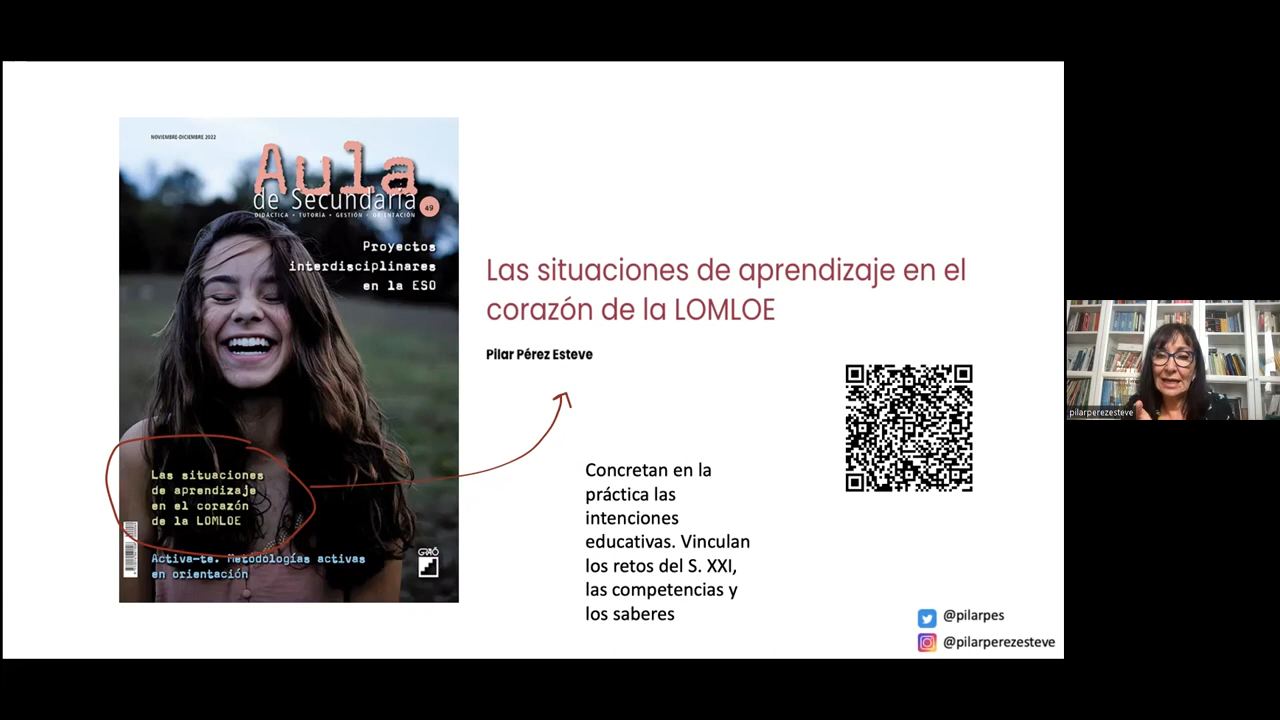 NOVIEMBRE-DICIEMBRE 2022
Aula
de Secundaria
49
DIDÁCTICA • TUTORÍA • GESTIÓN • ORIENTACIÓN
Proyectos
interdisciplinares
en la ESO
Las situaciones
de aprendizaje
en el corazón
de la LOMLOE
Activa-te. Metodologías activas
en orientación
GRAÓ
Las situaciones de aprendizaje en el
corazón de la LOMLOE
Pilar Pérez Esteve
Concretan en la
práctica las
intenciones
educativas. Vinculan
los retos del S. XXI,
las competencias y
los saberes
@pilarpes
@pilarperezesteve
pilarperezesteve